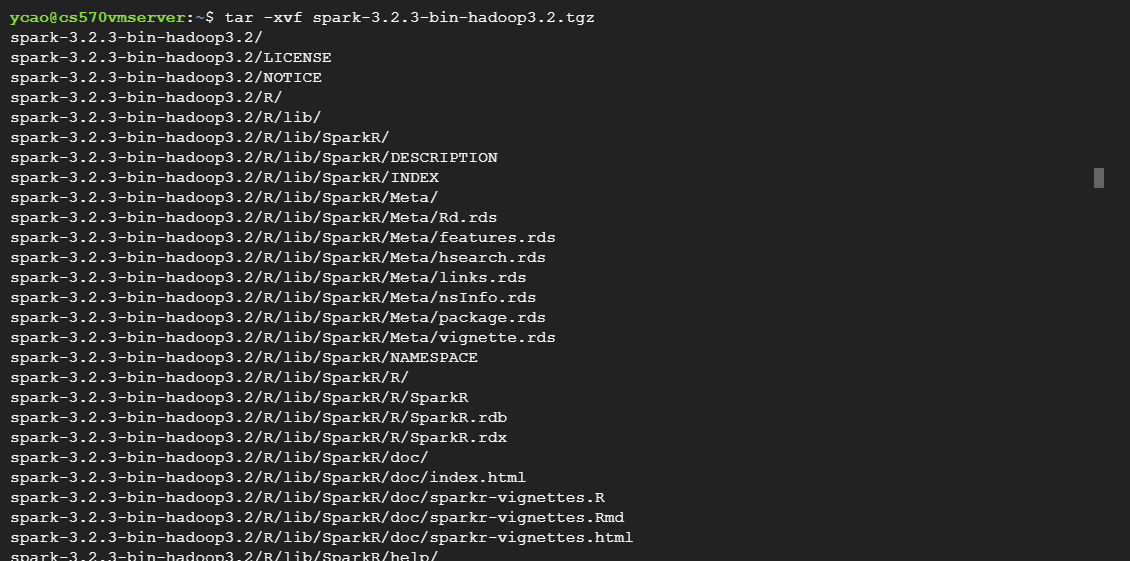 ycao@cs570vmserver:~$ tar -xvf spark-3.2.3-bin-hadoop3.2.tgz
spark-3.2.3-bin-hadoop3.2/
spark-3.2.3-bin-hadoop3.2/LICENSE
spark-3.2.3-bin-hadoop3.2/NOTICE
spark-3.2.3-bin-hadoop3.2/R/
spark-3.2.3-bin-hadoop3.2/R/lib/
spark-3.2.3-bin-hadoop3.2/R/lib/SparkR/
spark-3.2.3-bin-hadoop3.2/R/lib/SparkR/DESCRIPTION
spark-3.2.3-bin-hadoop3.2/R/lib/SparkR/INDEX
spark-3.2.3-bin-hadoop3.2/R/lib/SparkR/Meta/
spark-3.2.3-bin-hadoop3.2/R/lib/SparkR/Meta/Rd.rds
spark-3.2.3-bin-hadoop3.2/R/lib/SparkR/Meta/features.rds
spark-3.2.3-bin-hadoop3.2/R/lib/SparkR/Meta/hsearch.rds
spark-3.2.3-bin-hadoop3.2/R/lib/SparkR/Meta/links.rds
spark-3.2.3-bin-hadoop3.2/R/lib/SparkR/Meta/nsInfo.rds
spark-3.2.3-bin-hadoop3.2/R/lib/SparkR/Meta/package.rds
spark-3.2.3-bin-hadoop3.2/R/lib/SparkR/Meta/vignette.rds
spark-3.2.3-bin-hadoop3.2/R/lib/SparkR/NAMESPACE
spark-3.2.3-bin-hadoop3.2/R/lib/SparkR/R/
spark-3.2.3-bin-hadoop3.2/R/lib/SparkR/R/SparkR
spark-3.2.3-bin-hadoop3.2/R/lib/SparkR/R/SparkR.rdb
spark-3.2.3-bin-hadoop3.2/R/lib/SparkR/R/SparkR.rdx
spark-3.2.3-bin-hadoop3.2/R/lib/SparkR/doc/
spark-3.2.3-bin-hadoop3.2/R/lib/SparkR/doc/index.html
spark-3.2.3-bin-hadoop3.2/R/lib/SparkR/doc/sparkr-vignettes.R
spark-3.2.3-bin-hadoop3.2/R/lib/SparkR/doc/sparkr-vignettes.Rmd
spark-3.2.3-bin-hadoop3.2/R/lib/SparkR/doc/sparkr-vignettes.html
spark-3.2.3-bin-hadoop3.2/R/lib/SparkR/help/